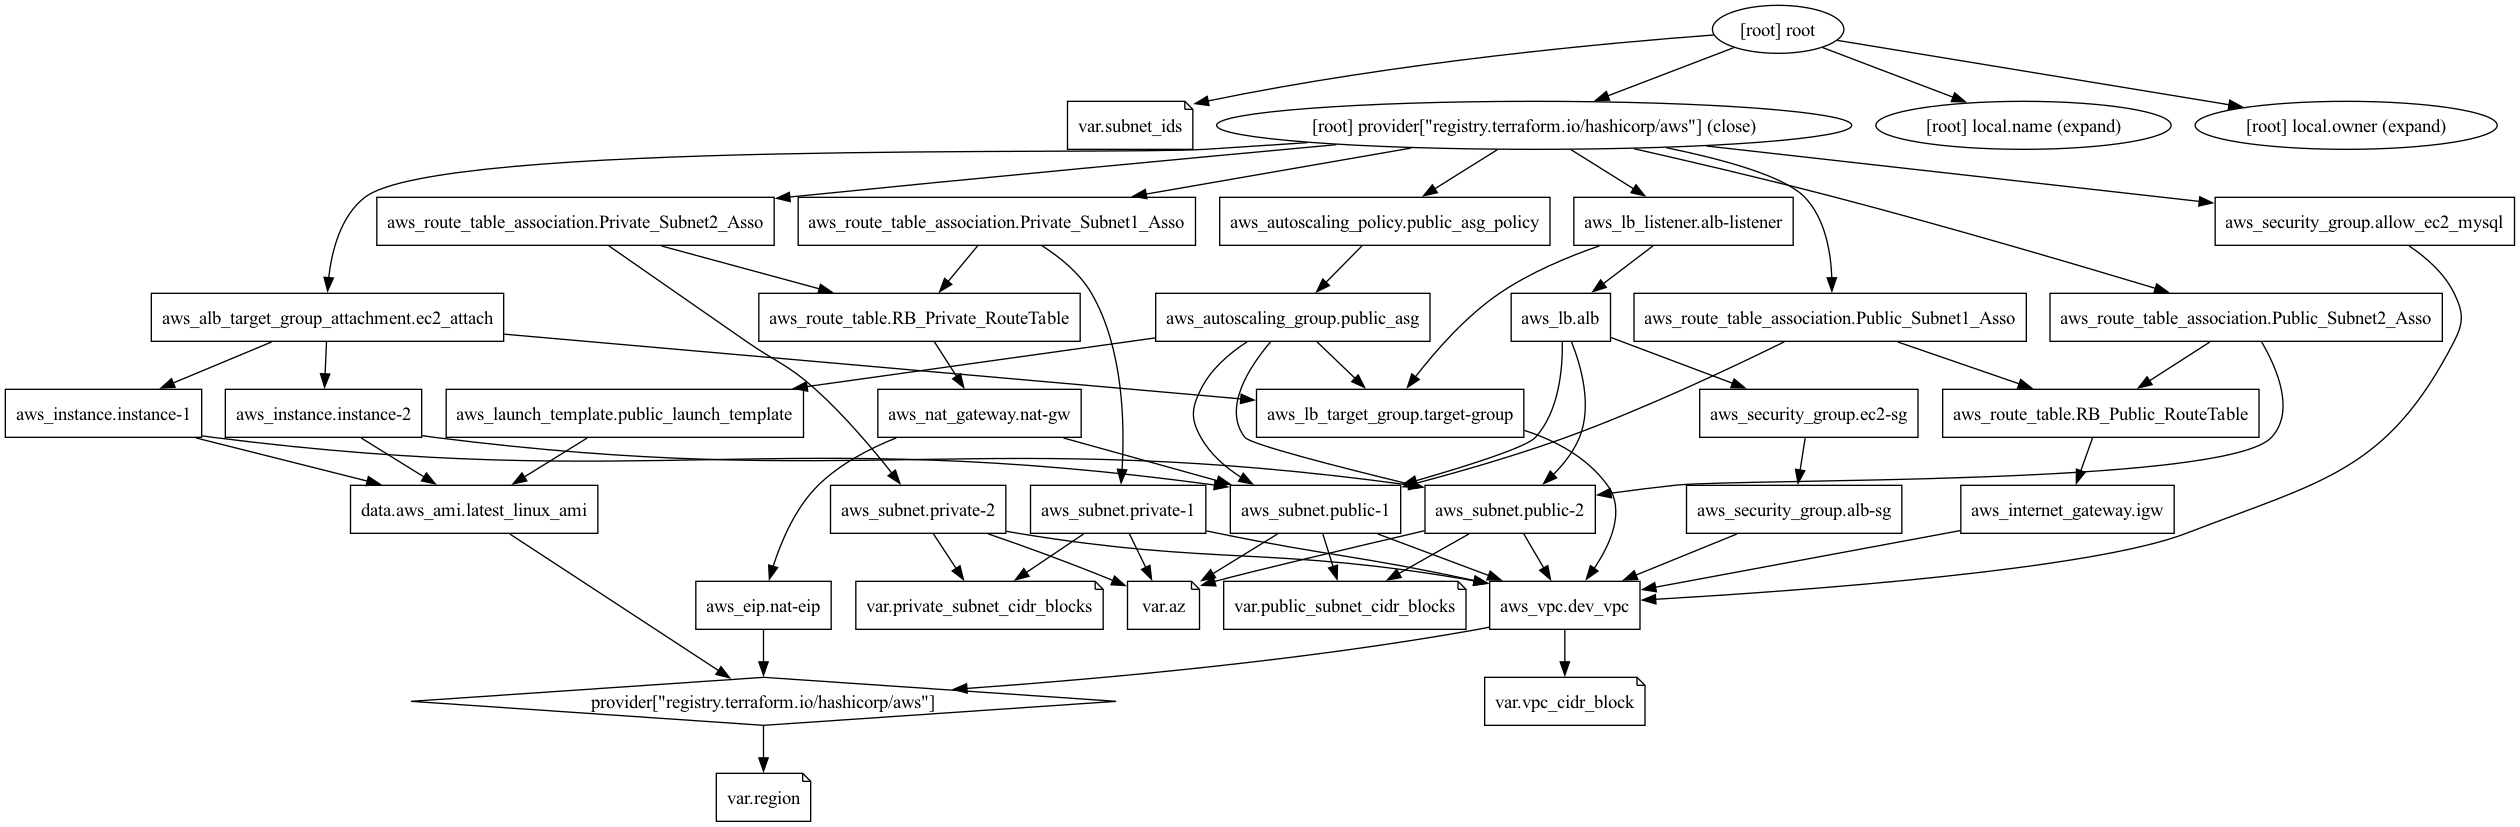 [root] root
var.subnet_ids
[root] provider["registry.terraform.io/hashicorp/aws"] (close)
[root] local.name (expand)
[root] local.owner (expand)
aws_route_table_association.Private_Subnet2_Asso
aws_route_table_association.Private_Subnet1_Asso
aws_autoscaling_policy.public_asg_policy
aws_lb_listener.alb-listener
aws_security_group.allow_ec2_mysql
aws_alb_target_group_attachment.ec2_attach
aws_route_table.RB_Private_RouteTable
aws_autoscaling_group.public_asg
aws_lb.alb
aws_route_table_association.Public_Subnet1_Asso
aws_route_table_association.Public_Subnet2_Asso
aws_instance.instance-1
aws_instance.instance-2
aws_launch_template.public_launch_template
aws_nat_gateway.nat-gw
aws_lb_target_group.target-group
aws_security_group.ec2-sg
aws_route_table.RB_Public_RouteTable
data.aws_ami.latest_linux_ami
aws_subnet.private-2
aws_subnet.private-1
aws_subnet.public-1
aws_subnet.public-2
aws_security_group.alb-sg
aws_internet_gateway.igw
aws_eip.nat-eip
var.private_subnet_cidr_blocks
var.az
var.public_subnet_cidr_blocks
aws_vpc.dev_vpc
provider["registry.terraform.io/hashicorp/aws"]
var.vpc_cidr_block
var.region